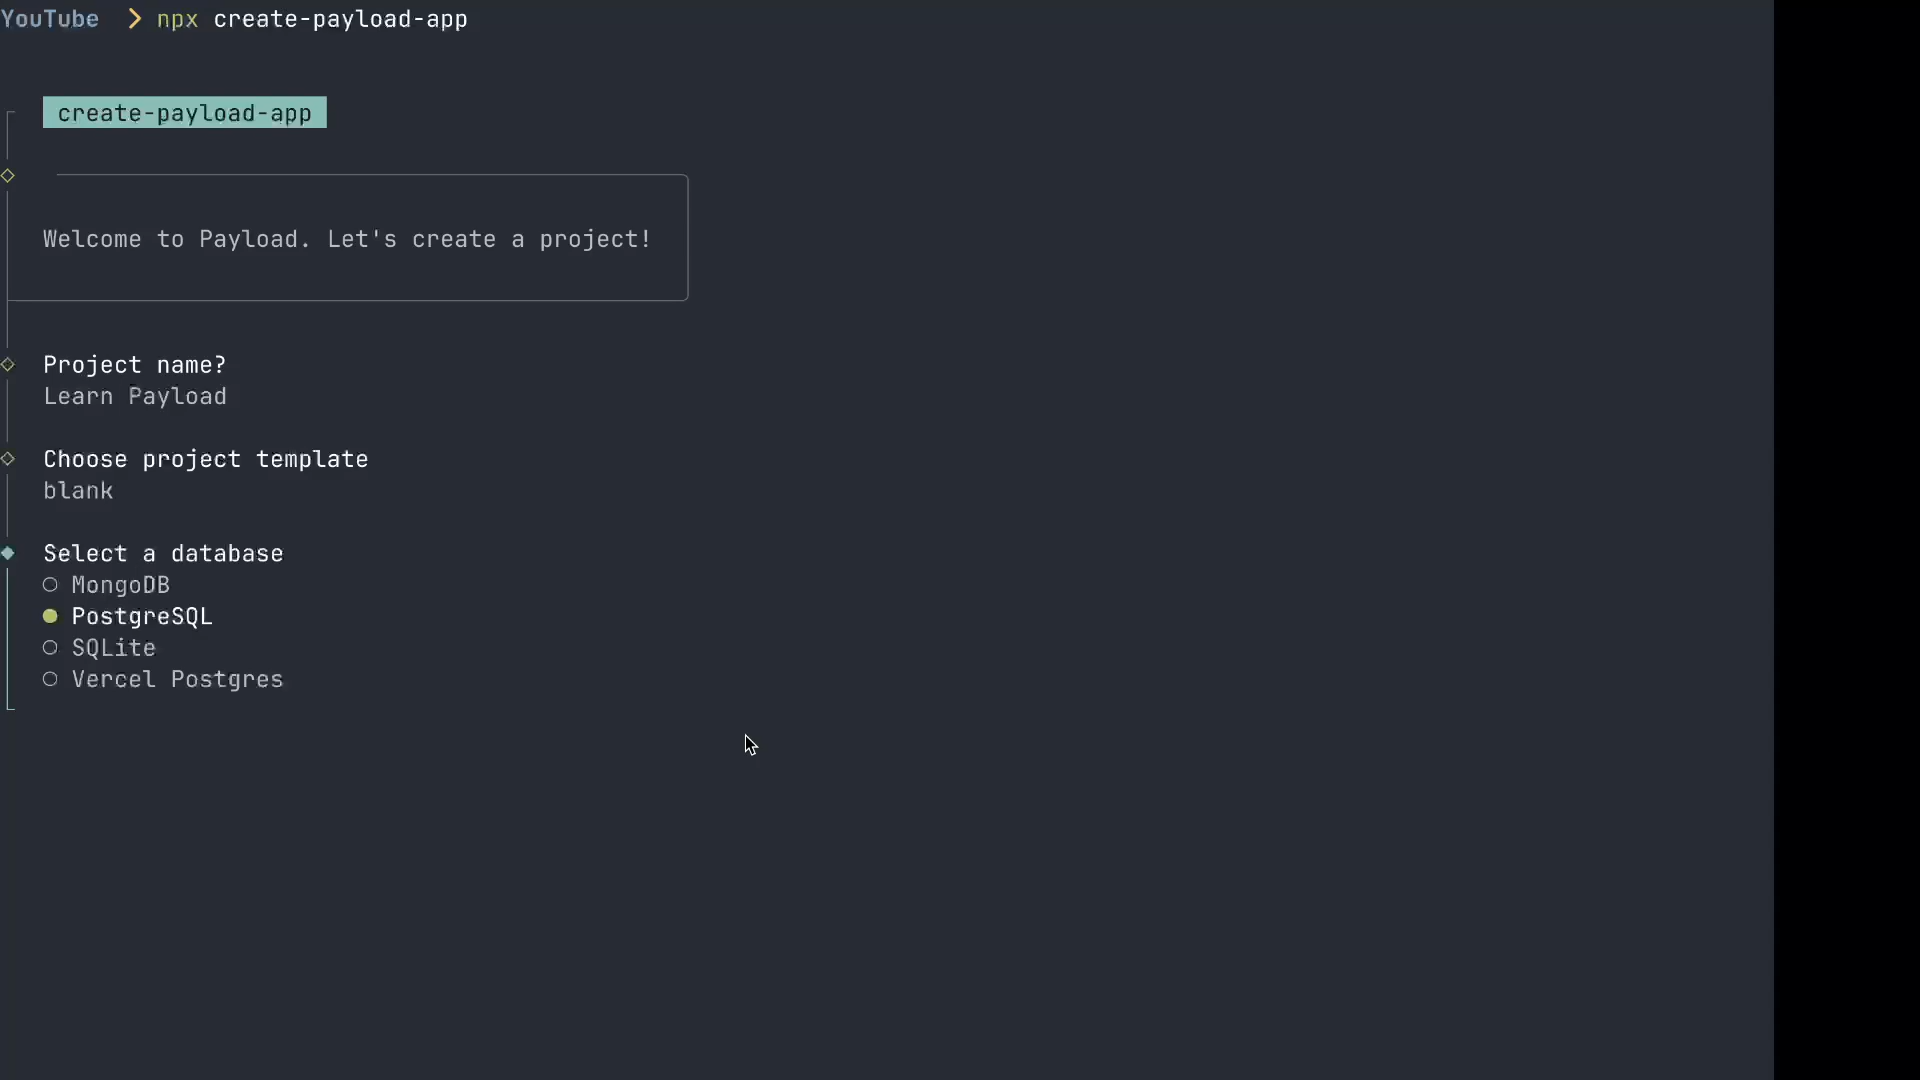 YouTube > npx create-payload-app
create-payload-app
Welcome to Payload. Let's create a project!
Project name?
Learn Payload
Choose project template
blank
Select a database
MongoDB
PostgreSQL
SQLite
Vercel Postgres